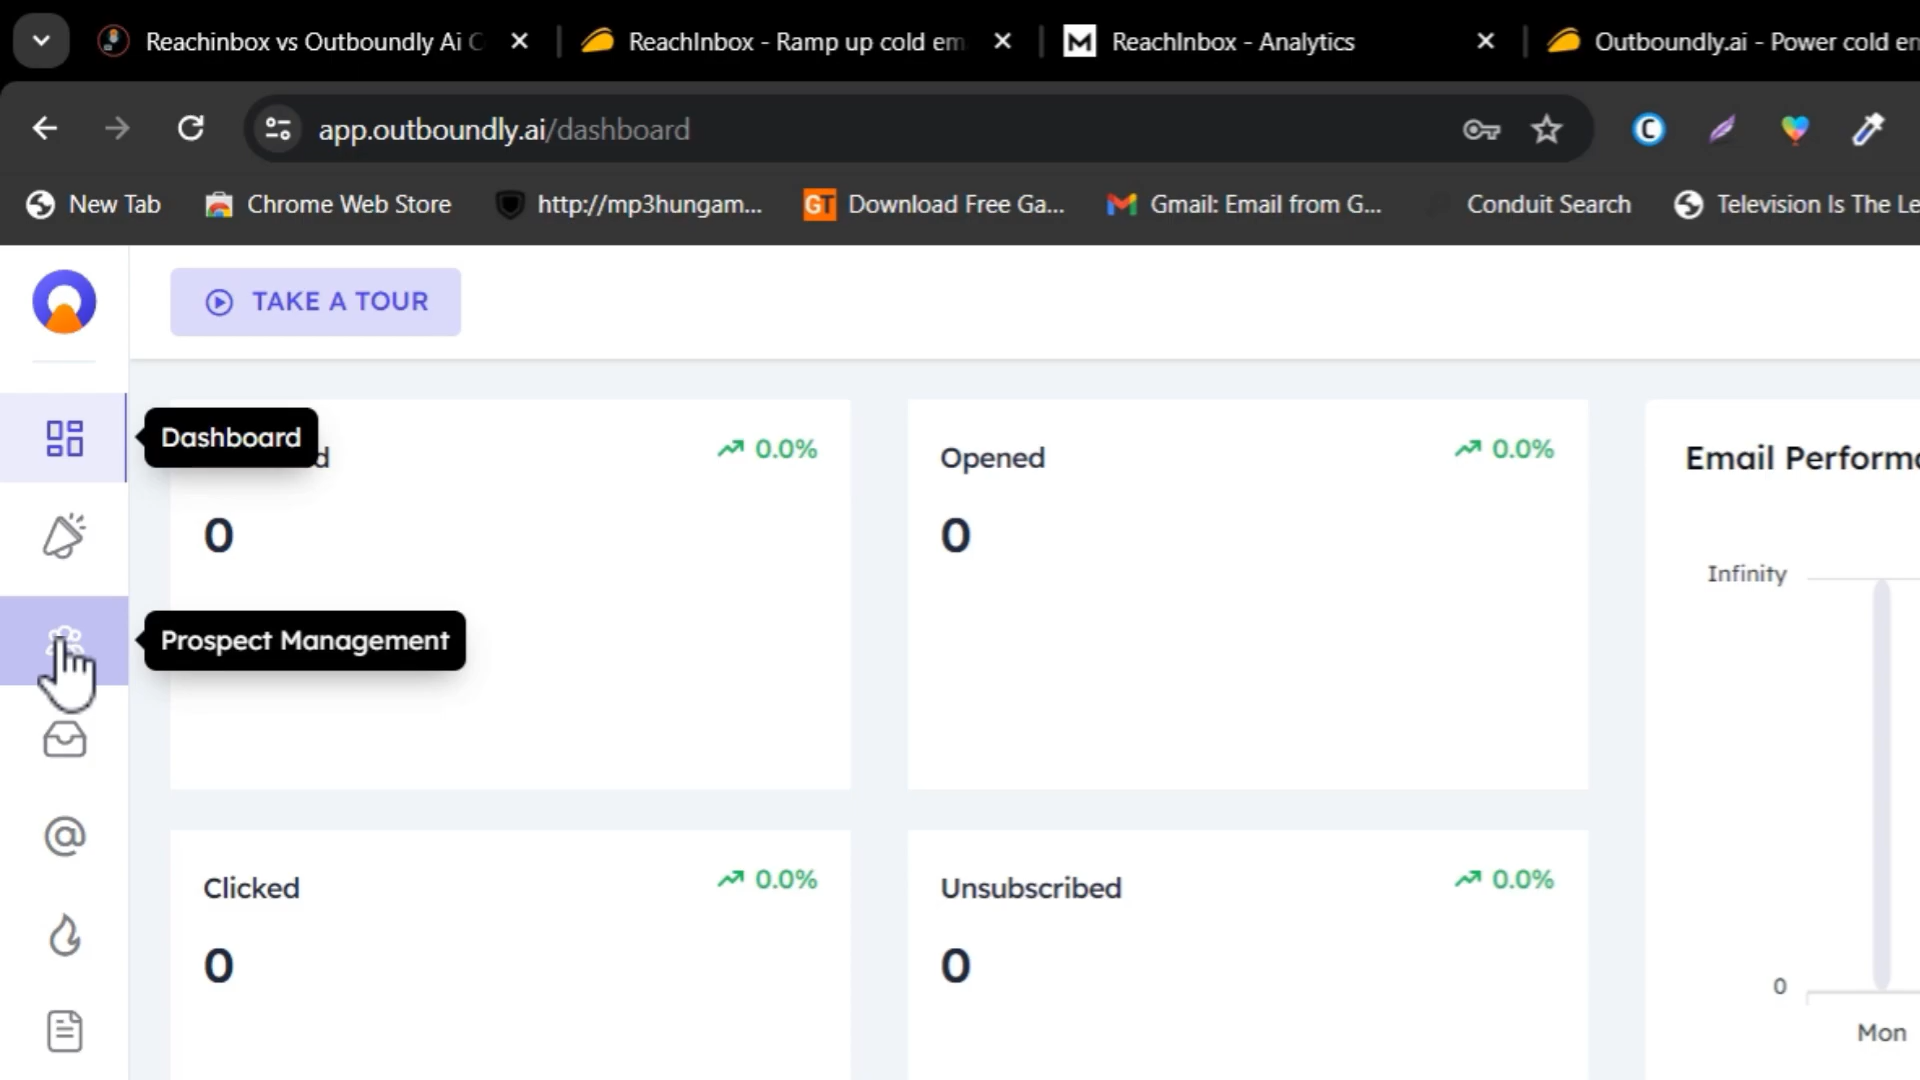 Reachinbox vs Outboundly Ai C
ReachInbox - Ramp up cold em
ReachInbox - Analytics
Outboundly.ai - Power cold en
app.outboundly.ai/dashboard
New Tab
Chrome Web Store
http://mp3hungam...
GT
Download Free Ga...
Gmail: Email from G...
Conduit Search
Television Is The Le
TAKE A TOUR
Dashboard
d
0.0%
0
Opened
0.0%
0
Email Performa
Infinity
0
Mon
Prospect Management
Clicked
0.0%
0
Unsubscribed
0.0%
0